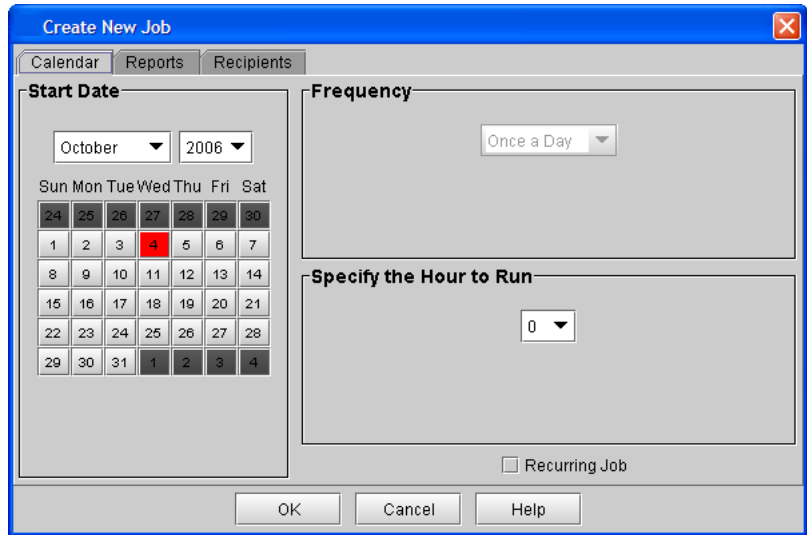 Create New Job
Calendar Reports Recipients
Start Date
October 2006
Sun Mon Tue Wed Thu Fri Sat
24 25 26 27 28 29 30
1 2 3 4 5 6 7
8 9 10 11 12 13 14
15 16 17 18 19 20 21
22 23 24 25 26 27 28
29 30 31 1 2 3 4
Frequency
Once a Day
Specify the Hour to Run
0
Recurring Job
OK Cancel Help